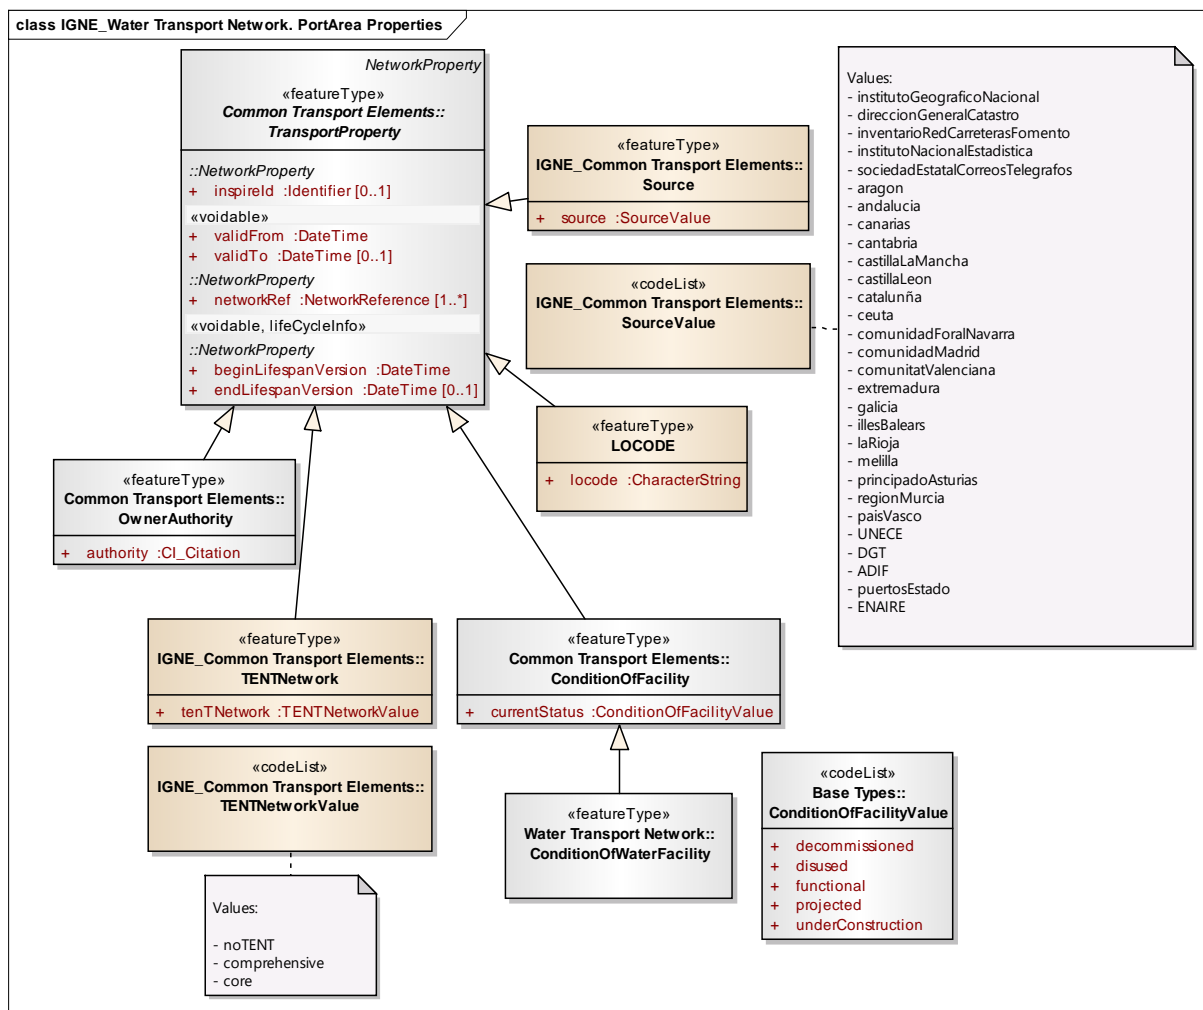 class IGNE_Water Transport Network. PortArea Properties
NetworkProperty
«featureType»
Common Transport Elements::
TransportProperty
::NetworkProperty
+ inspireId :Identifier [0..1]
«voidable»
+ validFrom :DateTime
+ validTo :DateTime [0..1]
::NetworkProperty
+ networkRef :NetworkReference [1..*]
«voidable, lifeCycleInfo»
::NetworkProperty
+ beginLifespanVersion :DateTime
+ endLifespanVersion :DateTime [0..1]
«featureType»
IGNE_Common Transport Elements::
Source
+ source :SourceValue
«codeList»
IGNE_Common Transport Elements::
SourceValue
Values:
- institutoGeograficoNacional
- direccionGeneralCatastro
- inventarioRedCarreterasFomento
- institutoNacionalEstadistica
- sociedadEstatalCorreosTelegrafos
- aragon
- andalucia
- canarias
- cantabria
- castillaLaMancha
- castillaLeon
- catalunña
- ceuta
- comunidadForalNavarra
- comunidadMadrid
- comunitatValenciana
- extremadura
- galicia
- illesBalears
- laRioja
- melilla
- principadoAsturias
- regionMurcia
- paisVasco
- UNECE
- DGT
- ADIF
- puertosEstado
- ENAIRE
«featureType»
LOCODE
+ locode :CharacterString
«featureType»
Common Transport Elements::
OwnerAuthority
+ authority :CI_Citation
«featureType»
IGNE_Common Transport Elements::
TENTNetwork
+ tenTNetwork :TENTNetworkValue
«featureType»
Common Transport Elements::
ConditionOfFacility
+ currentStatus :ConditionOfFacilityValue
«codeList»
IGNE_Common Transport Elements::
TENTNetworkValue
Values:
- noTENT
- comprehensive
- core
«featureType»
Water Transport Network::
ConditionOfWaterFacility
«codeList»
Base Types::
ConditionOfFacilityValue
+ decommissioned
+ disused
+ functional
+ projected
+ underConstruction